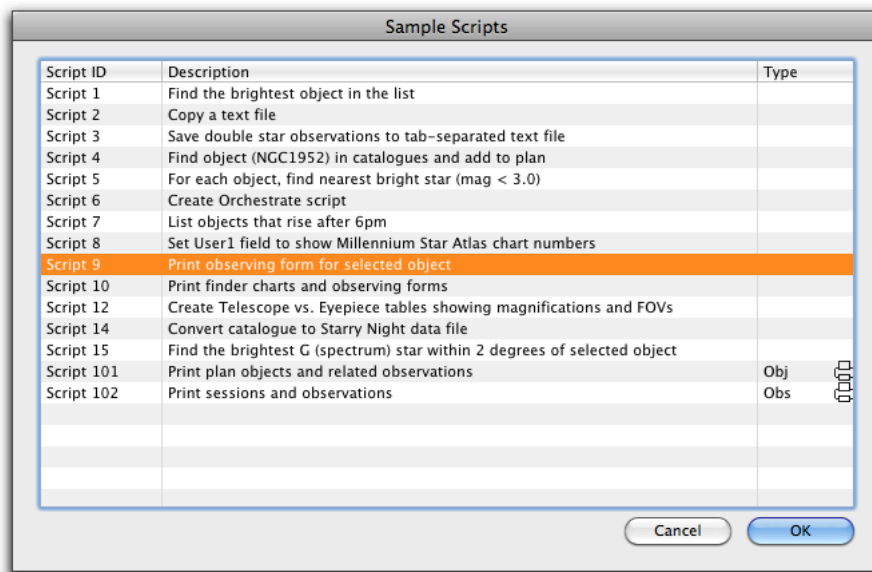 Sample Scripts
Script ID Description Type
Script 1 Find the brightest object in the list
Script 2 Copy a text file
Script 3 Save double star observations to tab-separated text file
Script 4 Find object (NGC1952) in catalogues and add to plan
Script 5 For each object, find nearest bright star (mag < 3.0)
Script 6 Create Orchestrate script
Script 7 List objects that rise after 6pm
Script 8 Set User1 field to show Millennium Star Atlas chart numbers
Script 9 Print observing form for selected object
Script 10 Print finder charts and observing forms
Script 12 Create Telescope vs. Eyepiece tables showing magnifications and FOVs
Script 14 Convert catalogue to Starry Night data file
Script 15 Find the brightest G (spectrum) star within 2 degrees of selected object
Script 101 Print plan objects and related observations Obj
Script 102 Print sessions and observations Obs
Cancel OK